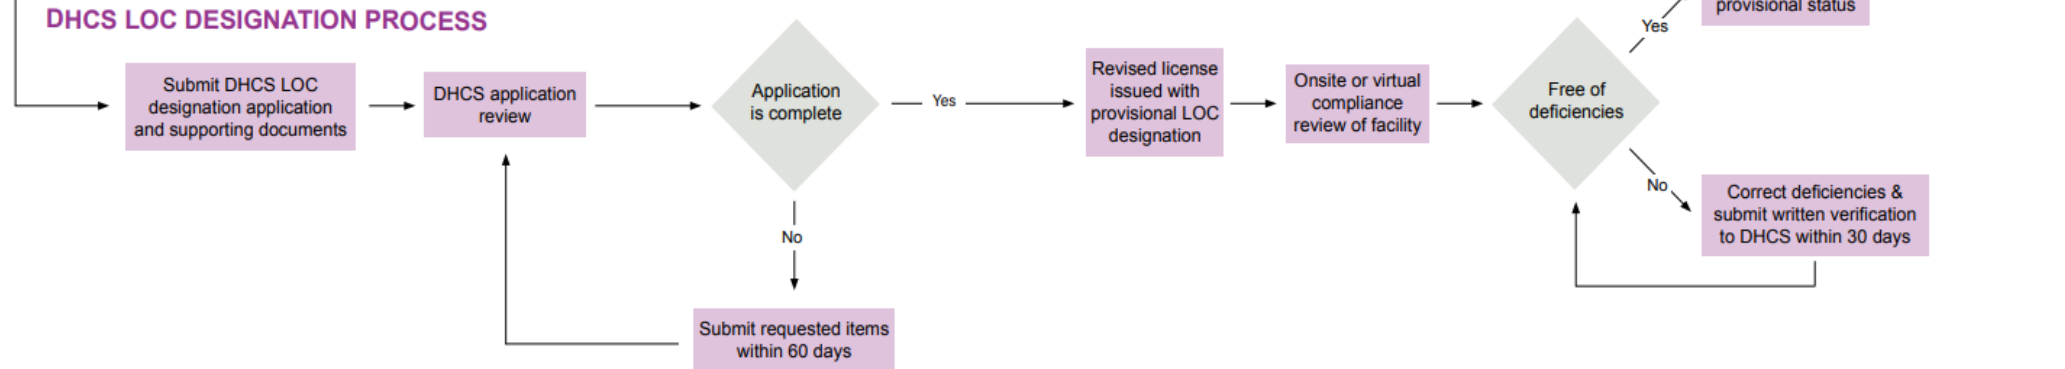 DHCS LOC DESIGNATION PROCESS
Submit DHCS LOC
designation application
and supporting documents
DHCS application
review
Application
is complete
Yes
No
Submit requested items
within 60 days
Revised license
issued with
provisional LOC
designation
Onsite or virtual
compliance
review of facility
Free of
deficiencies
Yes
provisional status
No
Correct deficiencies &
submit written verification
to DHCS within 30 days